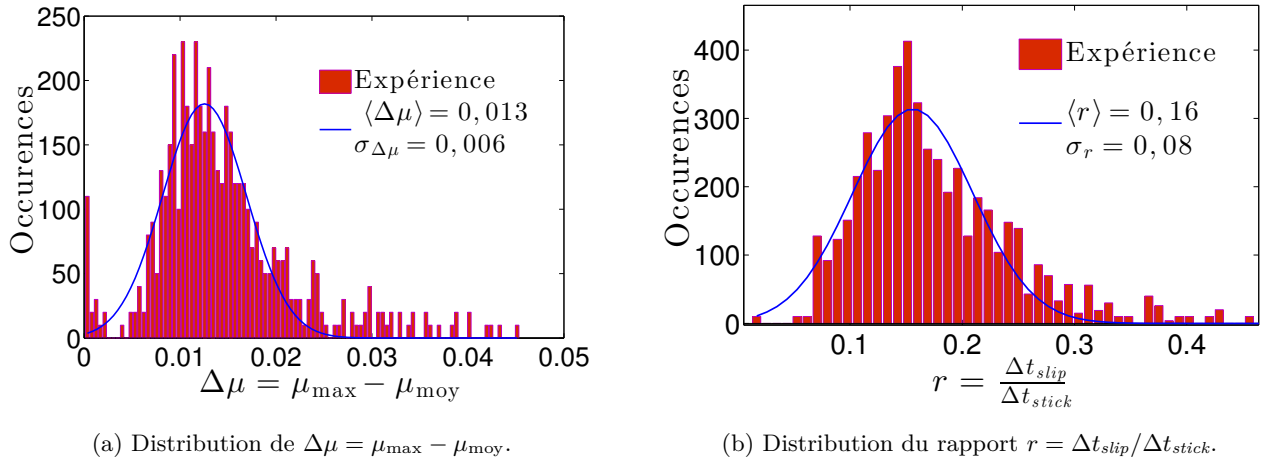 250
200
150
100
50
0
Occurences
Expérience
⟨Δμ⟩ = 0, 013
σ_Δμ = 0, 006
0 0.01 0.02 0.03 0.04 0.05
Δμ = μ_max − μ_moy
(a) Distribution de Δμ = μ_max − μ_moy.
400
300
200
100
0
Occurences
Expérience
⟨r⟩ = 0, 16
σ_r = 0, 08
0.1 0.2 0.3 0.4
r = Δt_slip / Δt_stick
(b) Distribution du rapport r = Δt_slip/Δt_stick.